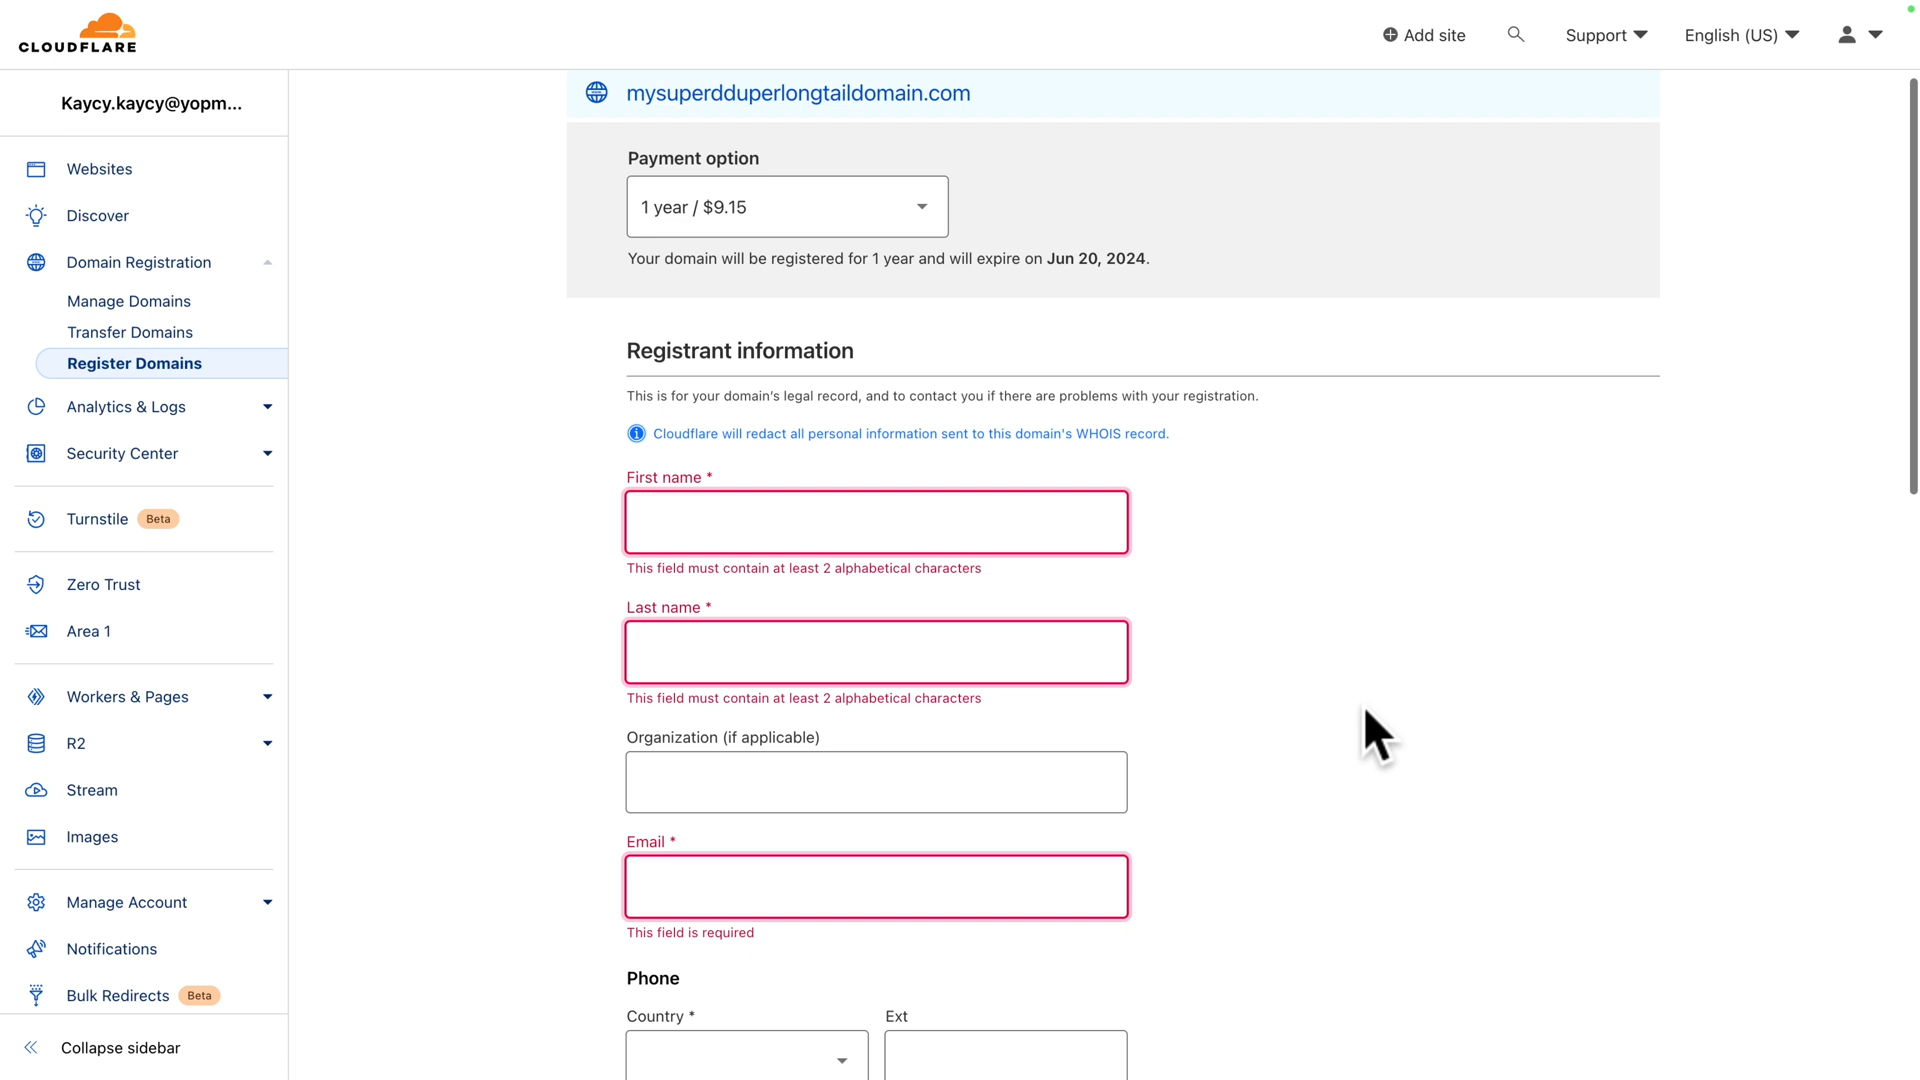 CLOUDFLARE
Add site
Support
English (US)
Kaycy.kaycy@yopm...
Websites
Discover
Domain Registration
Manage Domains
Transfer Domains
Register Domains
Analytics & Logs
Security Center
Turnstile Beta
Zero Trust
Area 1
Workers & Pages
R2
Stream
Images
Manage Account
Notifications
Bulk Redirects Beta
Collapse sidebar
mysuperdduperlongtaildomain.com
Payment option
1 year / $9.15
Your domain will be registered for 1 year and will expire on Jun 20, 2024.
Registrant information
This is for your domain's legal record, and to contact you if there are problems with your registration.
Cloudflare will redact all personal information sent to this domain's WHOIS record.
First name *
This field must contain at least 2 alphabetical characters
Last name *
This field must contain at least 2 alphabetical characters
Organization (if applicable)
Email *
This field is required
Phone
Country *
Ext